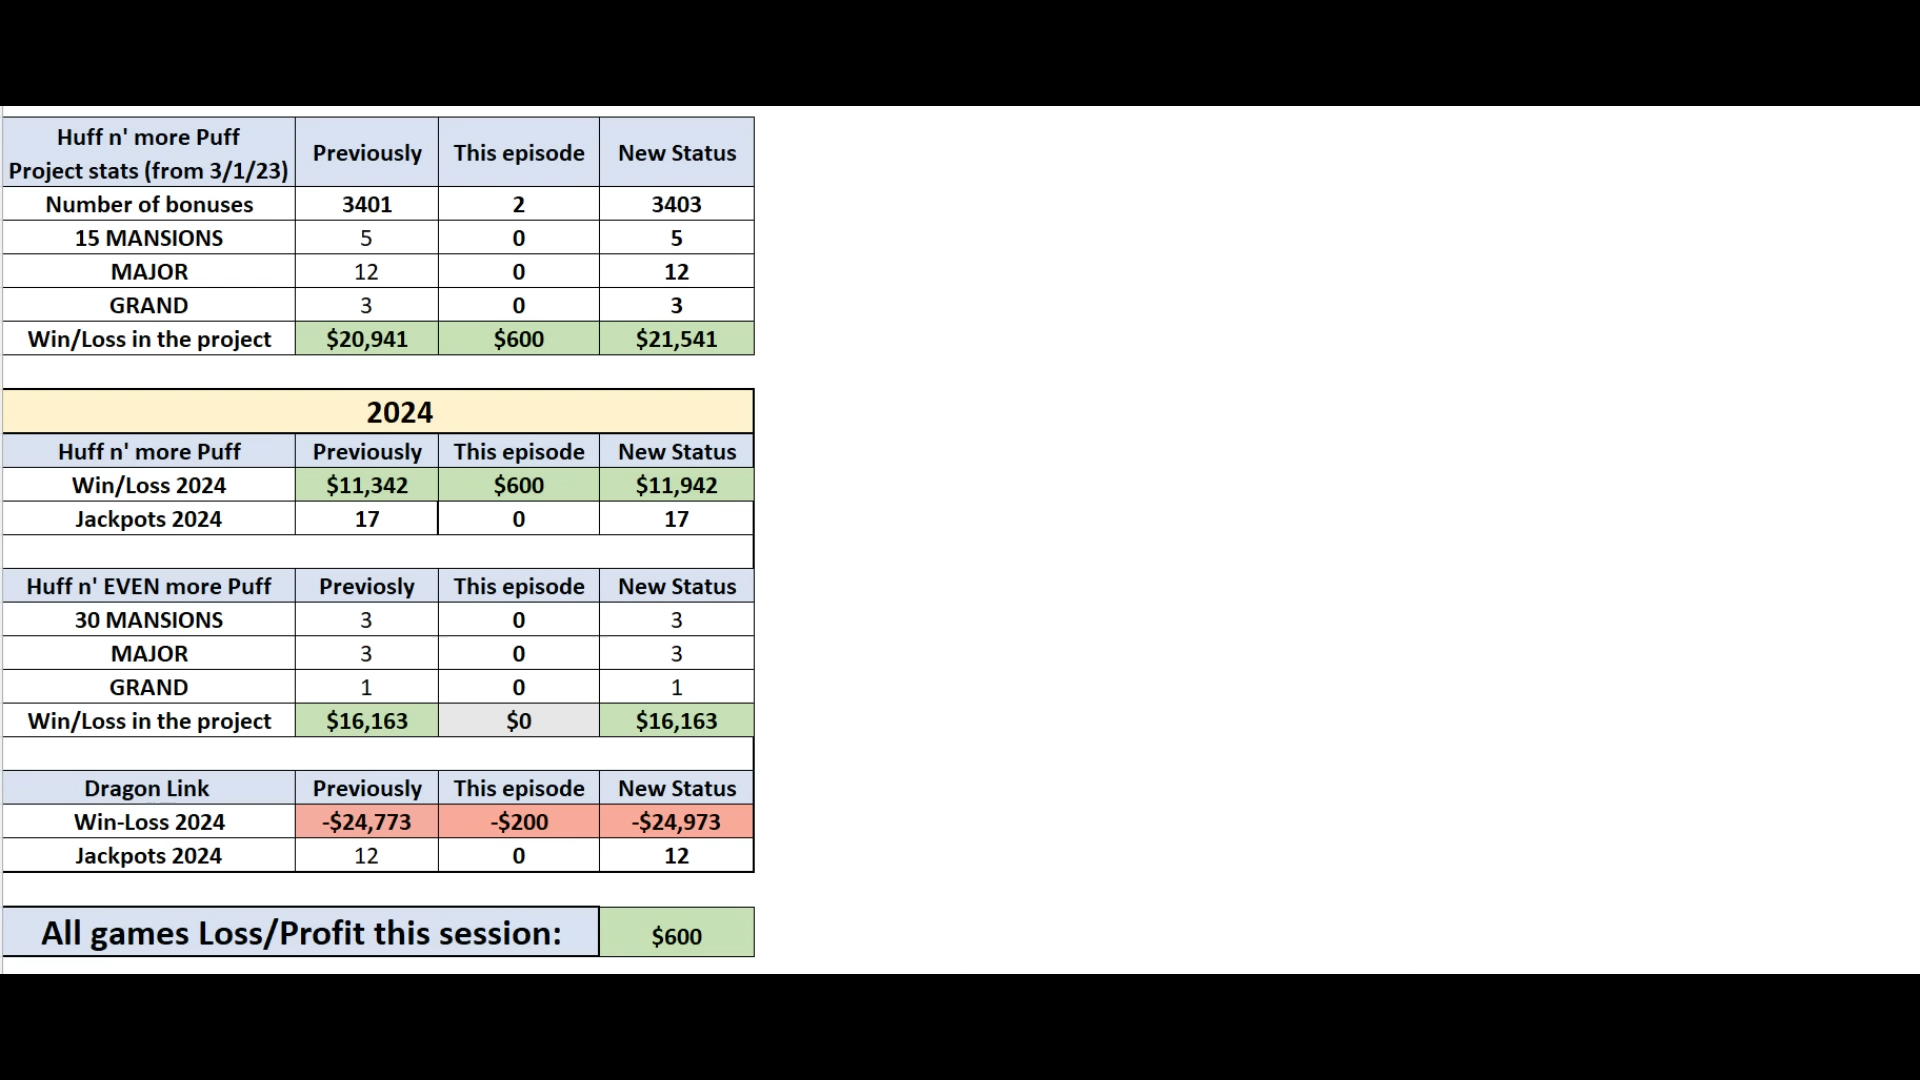 Huff n' more Puff
Project stats (from 3/1/23) Previously This episode New Status
Number of bonuses 3401 2 3403
15 MANSIONS 5 0 5
MAJOR 12 0 12
GRAND 3 0 3
Win/Loss in the project $20,941 $600 $21,541
2024
Huff n' more Puff Previously This episode New Status
Win/Loss 2024 $11,342 $600 $11,942
Jackpots 2024 17 0 17
Huff n' EVEN more Puff Previosly This episode New Status
30 MANSIONS 3 0 3
MAJOR 3 0 3
GRAND 1 0 1
Win/Loss in the project $16,163 $0 $16,163
Dragon Link Previously This episode New Status
Win-Loss 2024 -$24,773 -$200 -$24,973
Jackpots 2024 12 0 12
All games Loss/Profit this session: $600